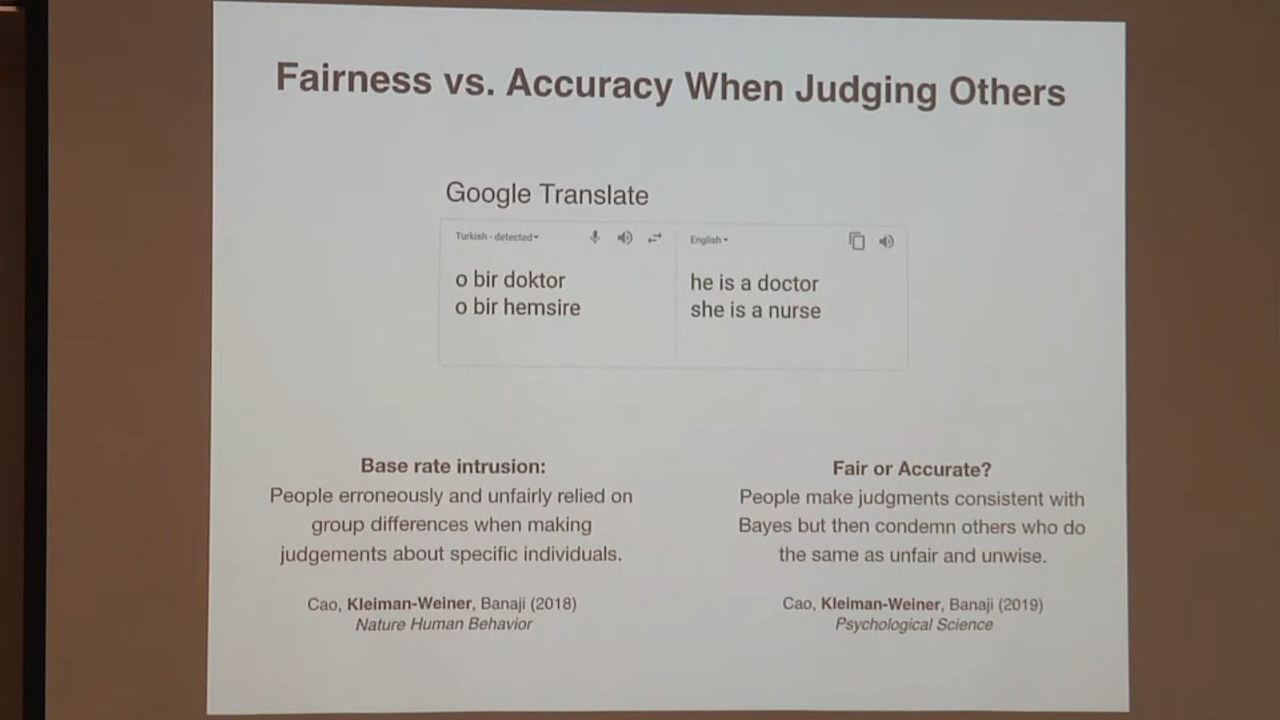 Fairness vs. Accuracy When Judging Others
Google Translate
Turkish - detected
English
o bir doktor
o bir hemsire
he is a doctor
she is a nurse
Base rate intrusion:
People erroneously and unfairly relied on
group differences when making
judgements about specific individuals.
Cao, Kleiman-Weiner, Banaji (2018)
Nature Human Behavior
Fair or Accurate?
People make judgments consistent with
Bayes but then condemn others who do
the same as unfair and unwise.
Cao, Kleiman-Weiner, Banaji (2019)
Psychological Science